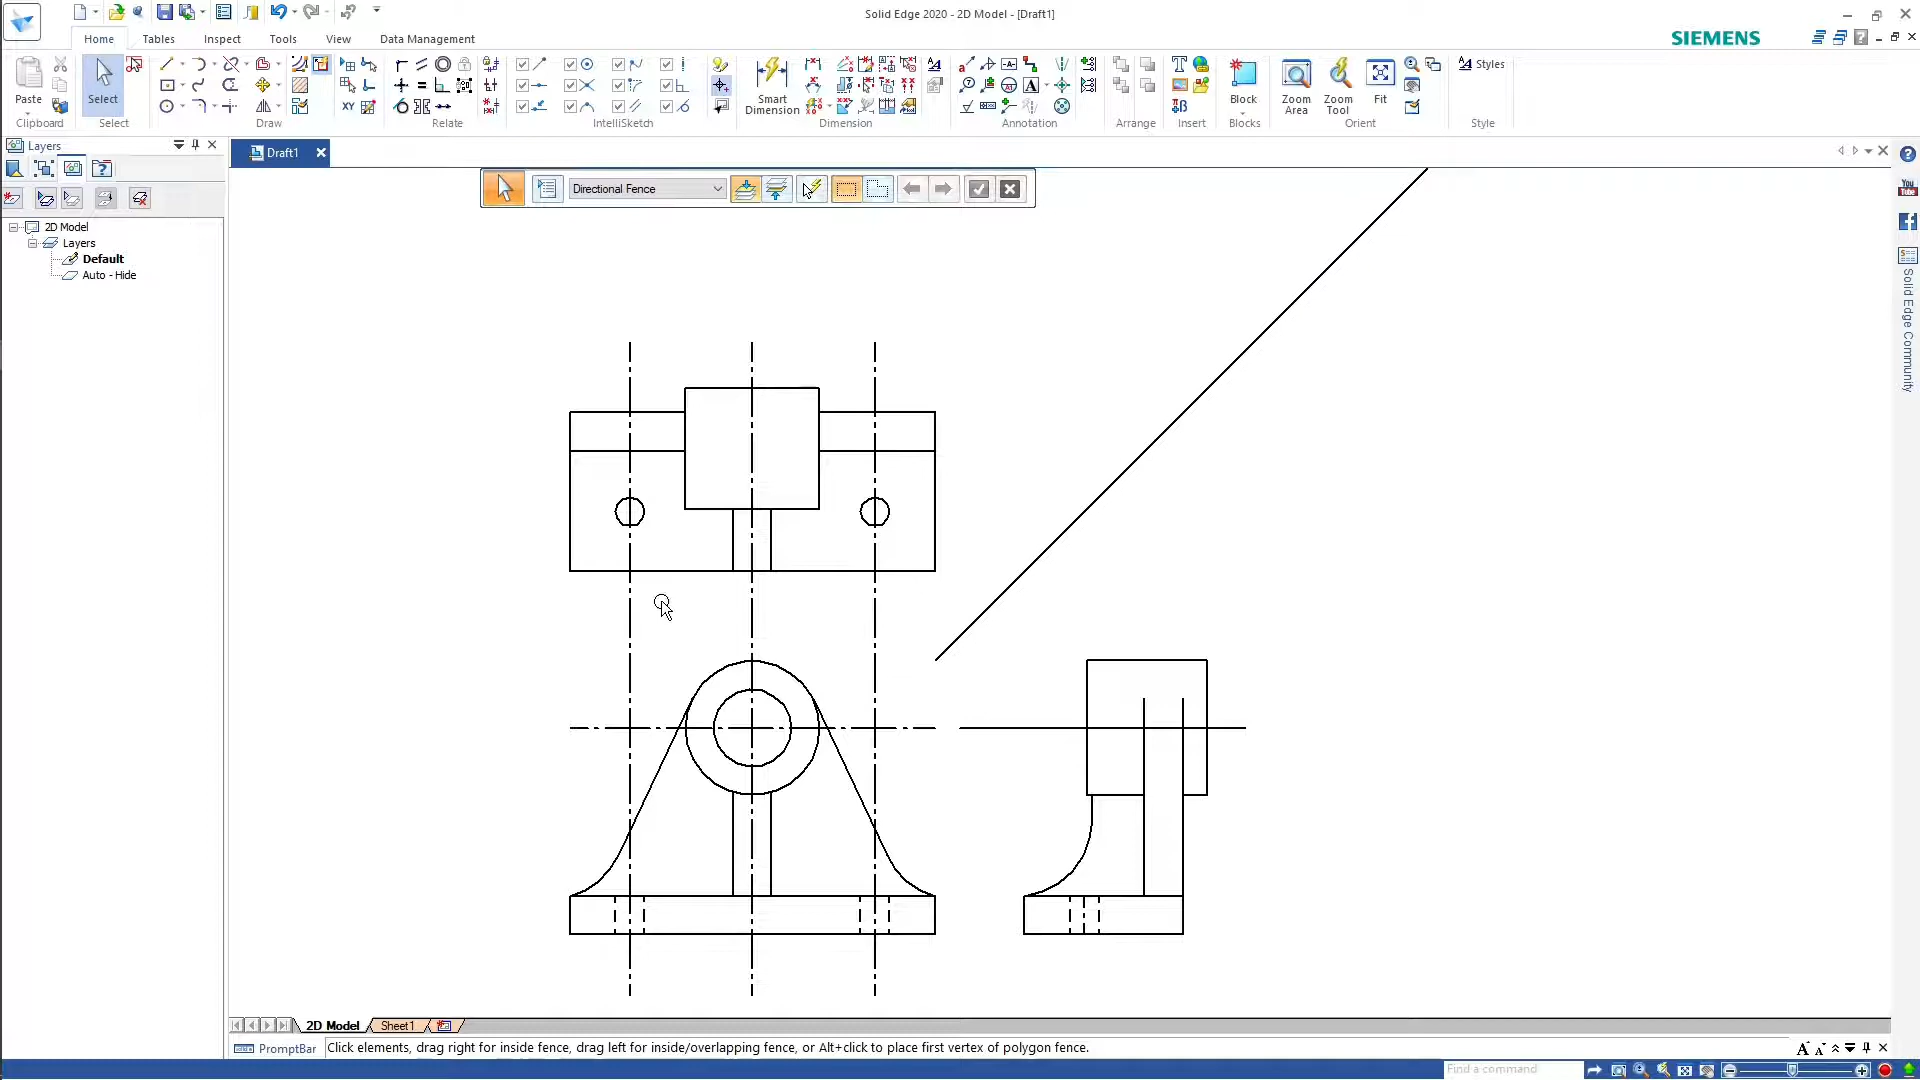 Solid Edge 2020 - 2D Model - [Draft1]
Home Tables Inspect Tools View Data Management
SIEMENS
Paste
Select
Smart Dimension
Block
Zoom Area
Zoom Tool
Fit
Styles
Clipboard Select Draw Relate IntelliSketch Dimension Annotation Arrange Insert Blocks Orient Style
Layers
Draft1
Directional Fence
2D Model
Layers
Default
Auto - Hide
You
Tube
Solid Edge Community
2D Model Sheet1
PromptBar Click elements, drag right for inside fence, drag left for inside/overlapping fence, or Alt+click to place first vertex of polygon fence.
Find a command